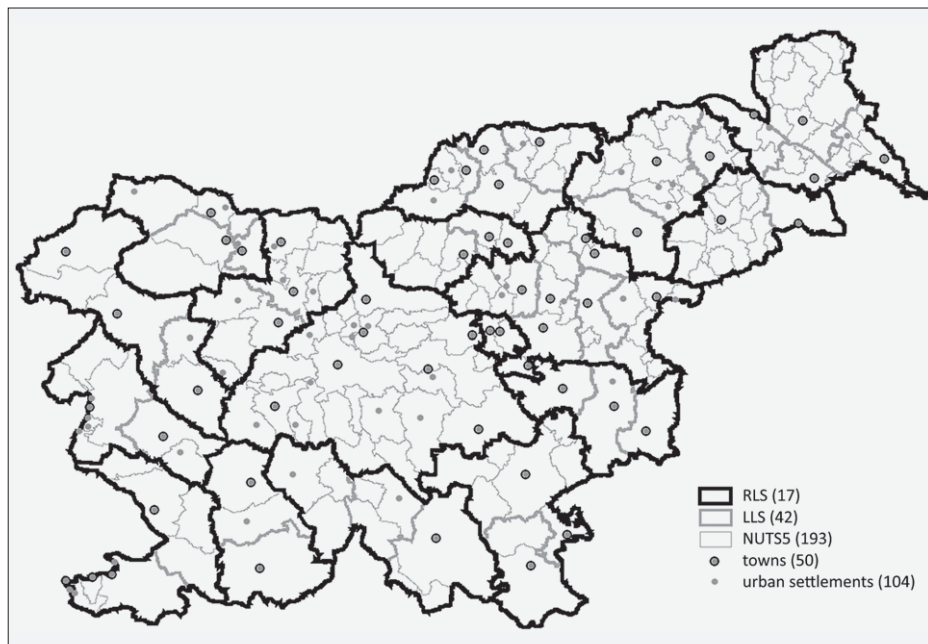 RLS (17)
LLS (42)
NUTS5 (193)
towns (50)
urban settlements (104)